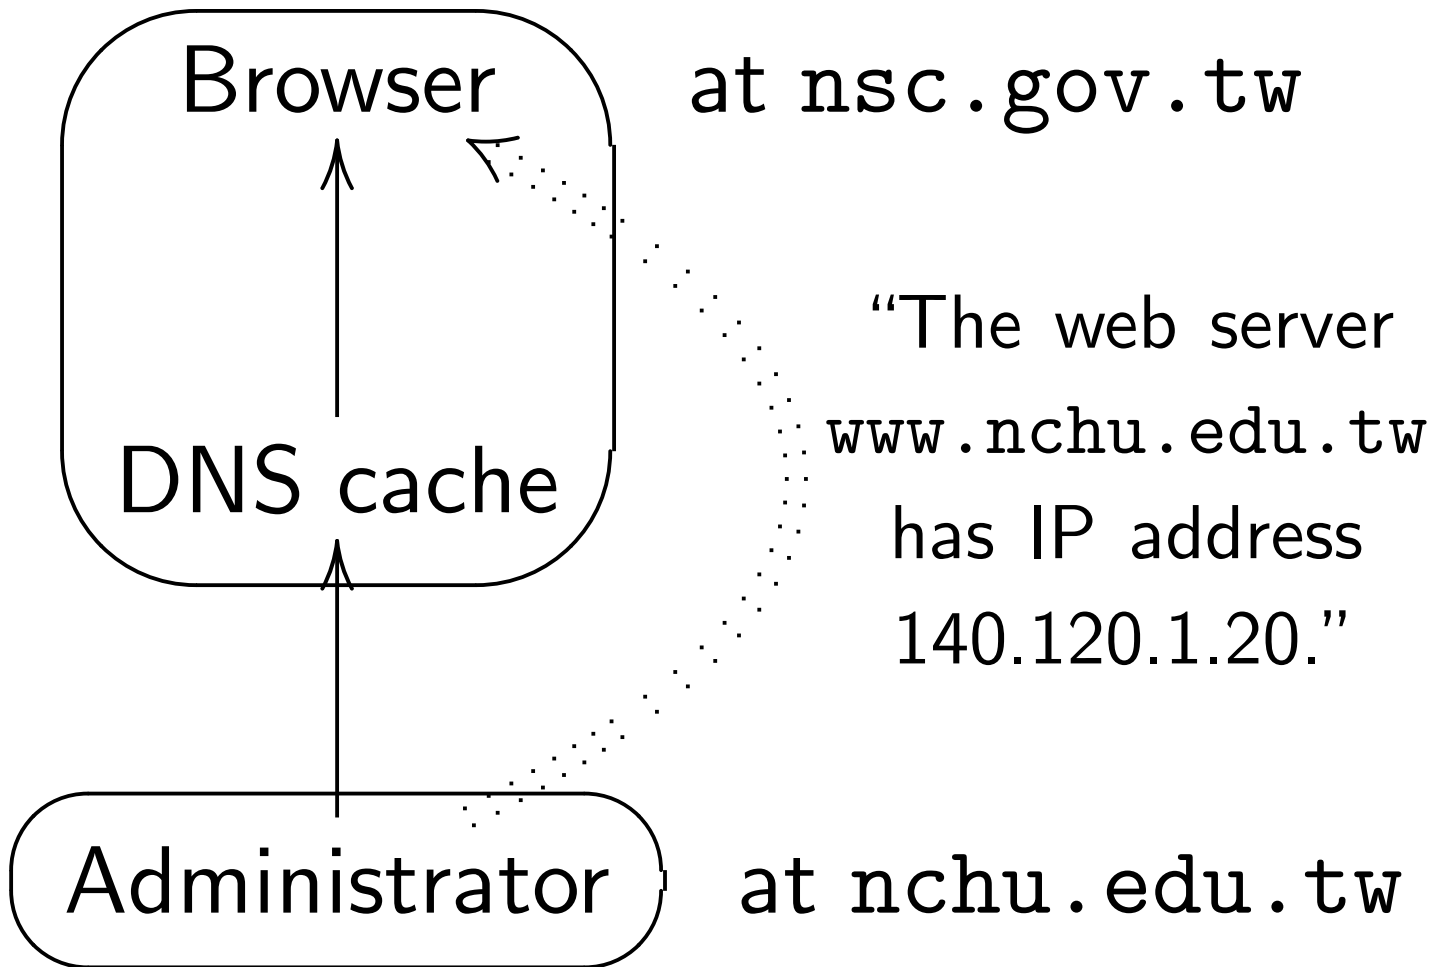 Browser at nsc.gov.tw
“The web server
www.nchu.edu.tw
has IP address
140.120.1.20.”
DNS cache
Administrator at nchu.edu.tw